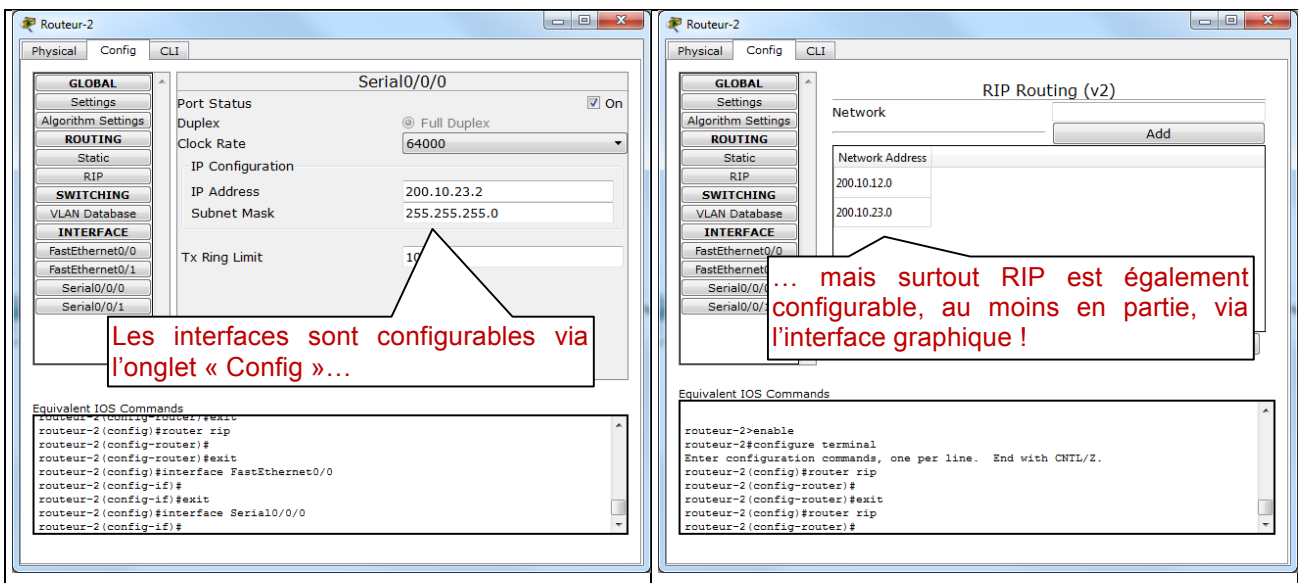 Routeur-2
Physical Config CLI
GLOBAL
Settings
Algorithm Settings
ROUTING
Static
RIP
SWITCHING
VLAN Database
INTERFACE
FastEthernet0/0
FastEthernet0/1
Serial0/0/0
Serial0/0/1
Serial0/0/0
Port Status On
Duplex Full Duplex
Clock Rate 64000
IP Configuration
IP Address 200.10.23.2
Subnet Mask 255.255.255.0
Tx Ring Limit 10
Les interfaces sont configurables via
l'onglet « Config »…
Equivalent IOS Commands
routeur-2(config-router)#exit
routeur-2(config)#router rip
routeur-2(config-router)#
routeur-2(config-router)#exit
routeur-2(config)#interface FastEthernet0/0
routeur-2(config-if)#
routeur-2(config-if)#exit
routeur-2(config)#interface Serial0/0/0
routeur-2(config-if)#
Routeur-2
Physical Config CLI
GLOBAL
Settings
Algorithm Settings
ROUTING
Static
RIP
SWITCHING
VLAN Database
INTERFACE
FastEthernet0/0
FastEthernet
Serial0/0/
Serial0/0/
RIP Routing (v2)
Network
Add
Network Address
200.10.12.0
200.10.23.0
… mais surtout RIP est également
configurable, au moins en partie, via
l'interface graphique !
Equivalent IOS Commands
routeur-2>enable
routeur-2#configure terminal
Enter configuration commands, one per line. End with CNTL/Z.
routeur-2(config)#router rip
routeur-2(config-router)#
routeur-2(config-router)#exit
routeur-2(config)#router rip
routeur-2(config-router)#